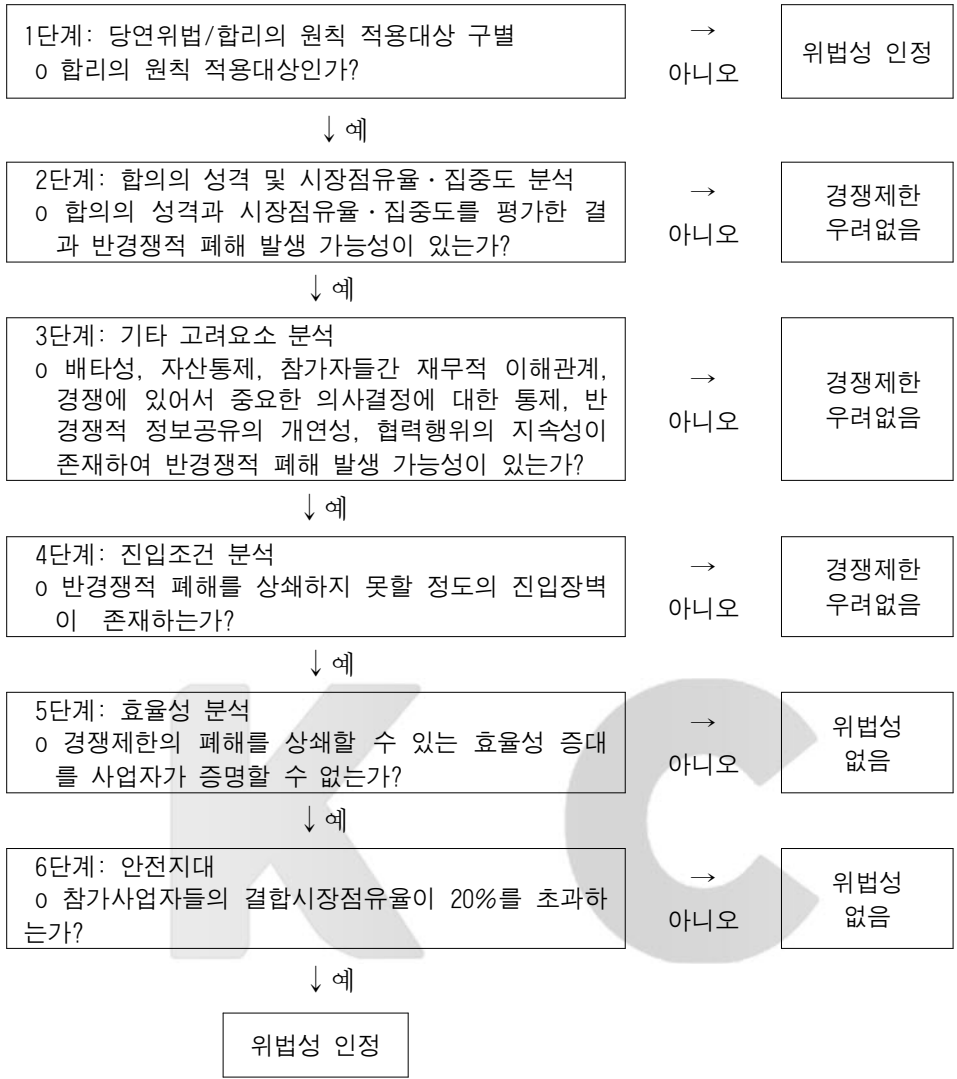 1단계: 당연위법/합리의 원칙 적용대상 구별
o 합리의 원칙 적용대상인가?
→
아니오
위법성 인정
↓ 예
2단계: 합의의 성격 및 시장점유율·집중도 분석
o 합의의 성격과 시장점유율·집중도를 평가한 결
과 반경쟁적 폐해 발생 가능성이 있는가?
→
아니오
경쟁제한
우려없음
↓ 예
3단계: 기타 고려요소 분석
o 배타성, 자산통제, 참가자들간 재무적 이해관계,
경쟁에 있어서 중요한 의사결정에 대한 통제, 반
경쟁적 정보공유의 개연성, 협력행위의 지속성이
존재하여 반경쟁적 폐해 발생 가능성이 있는가?
→
아니오
경쟁제한
우려없음
↓ 예
4단계: 진입조건 분석
o 반경쟁적 폐해를 상쇄하지 못할 정도의 진입장벽
이 존재하는가?
→
아니오
경쟁제한
우려없음
↓ 예
5단계: 효율성 분석
o 경쟁제한의 폐해를 상쇄할 수 있는 효율성 증대
를 사업자가 증명할 수 없는가?
→
아니오
위법성
없음
↓ 예
6단계: 안전지대
o 참가사업자들의 결합시장점유율이 20%를 초과하
는가?
→
아니오
위법성
없음
↓ 예
위법성 인정
K C